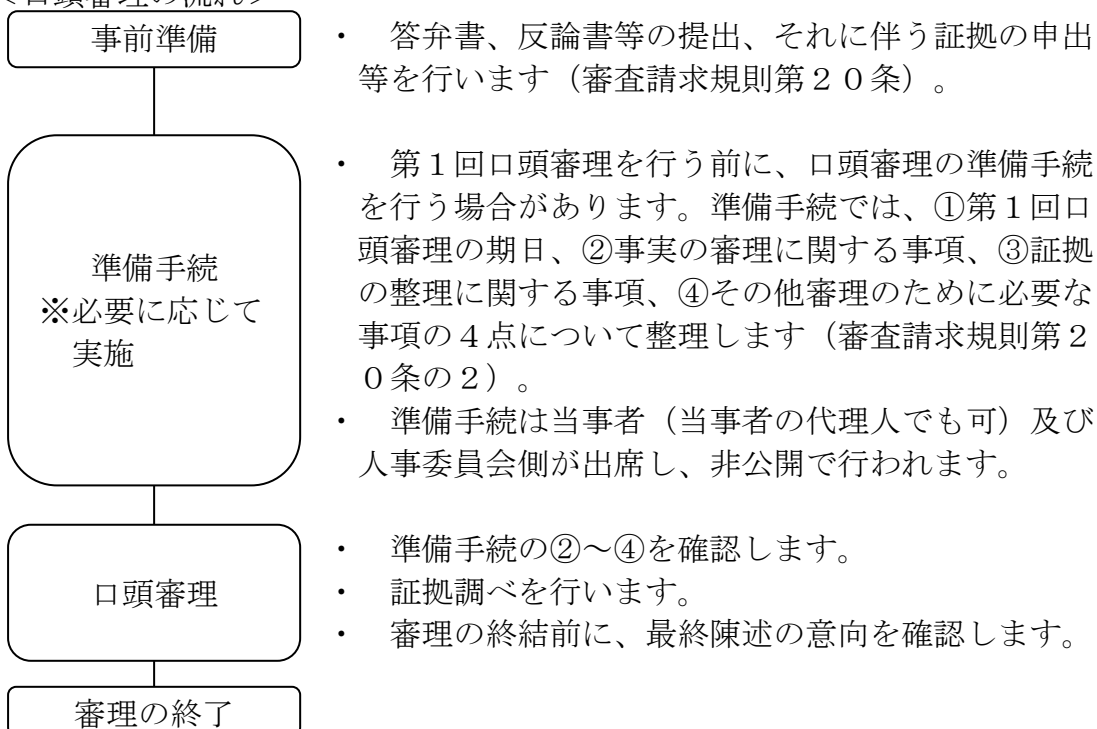 <口頭審理の流れ>
事前準備
・　答弁書、反論書等の提出、それに伴う証拠の申出
等を行います（審査請求規則第２０条）。
準備手続
※必要に応じて
実施
・　第１回口頭審理を行う前に、口頭審理の準備手続
を行う場合があります。準備手続では、①第１回口
頭審理の期日、②事実の審理に関する事項、③証拠
の整理に関する事項、④その他審理のために必要な
事項の４点について整理します（審査請求規則第２
０条の２）。
・　準備手続は当事者（当事者の代理人でも可）及び
人事委員会側が出席し、非公開で行われます。
口頭審理
・　準備手続の②～④を確認します。
・　証拠調べを行います。
・　審理の終結前に、最終陳述の意向を確認します。
審理の終了